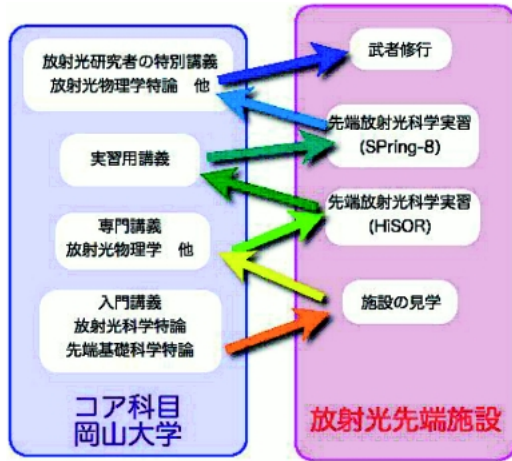 放射光研究者の特別講義
放射光物理学特論 他
実習用講義
専門講義
放射光物理学 他
入門講義
放射光科学特論
先端基礎科学特論
コア科目
岡山大学
武者修行
先端放射光科学実習
(SPring-8)
先端放射光科学実習
(HiSOR)
施設の見学
放射光先端施設